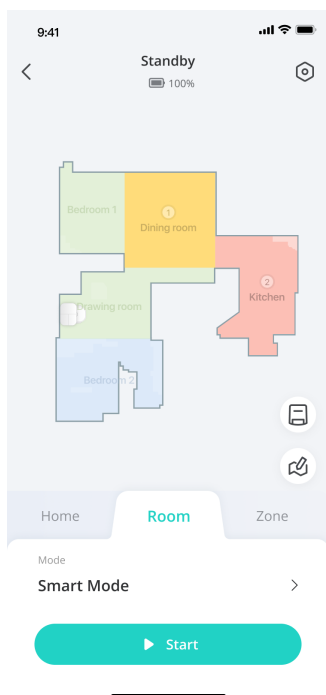 9:41
Standby
100%
Bedroom 1
1
Dining room
2
Kitchen
Drawing room
Bedroom 2
Home
Room
Zone
Mode
Smart Mode
Start